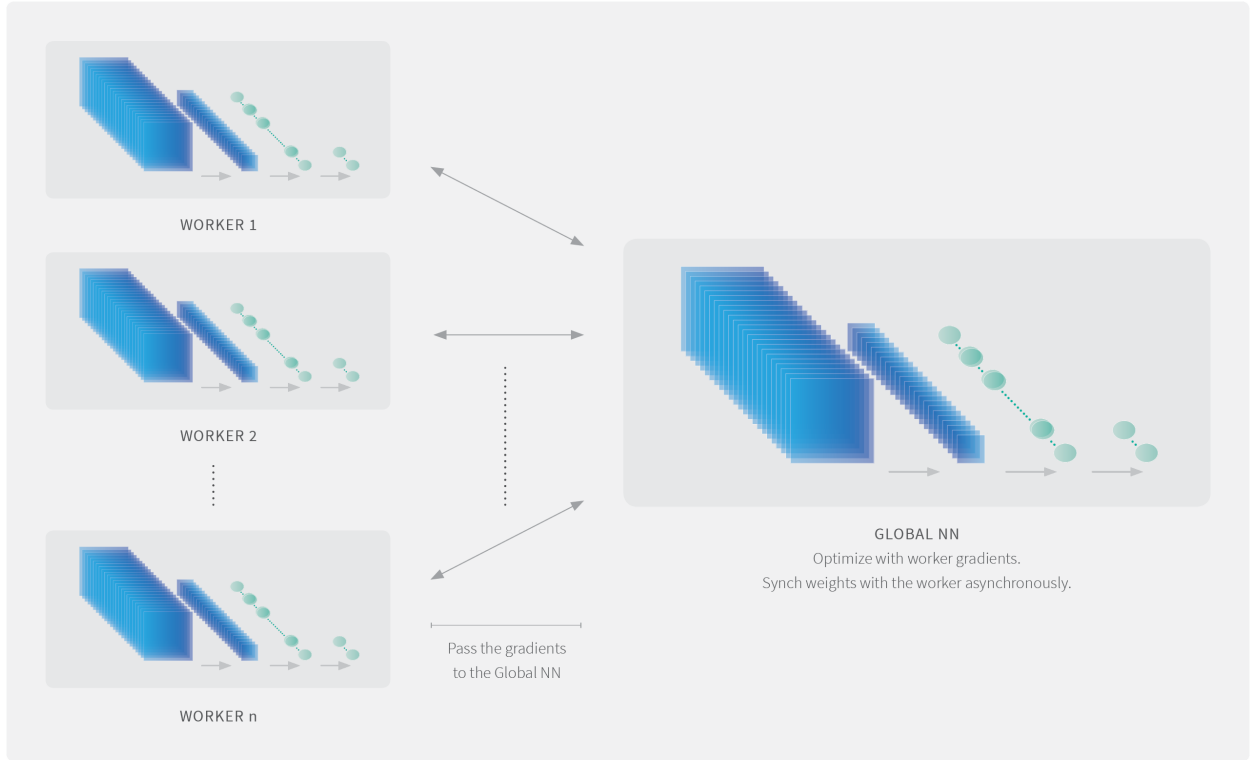 WORKER 1
WORKER 2
WORKER n
Pass the gradients
to the Global NN
GLOBAL NN
Optimize with worker gradients.
Synch weights with the worker asynchronously.